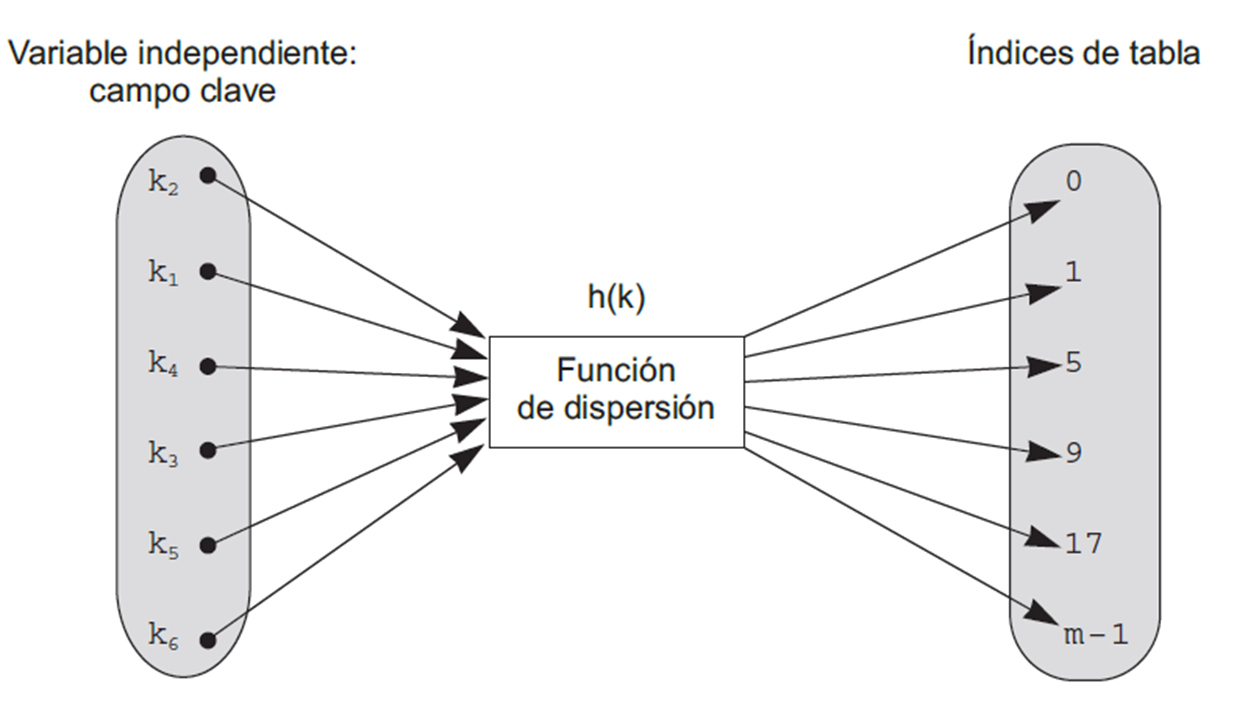 Variable independiente:
campo clave
Índices de tabla
k₂
k₁
k₄
k₃
k₅
k₆
h(k)
Función
de dispersión
0
1
5
9
17
m-1